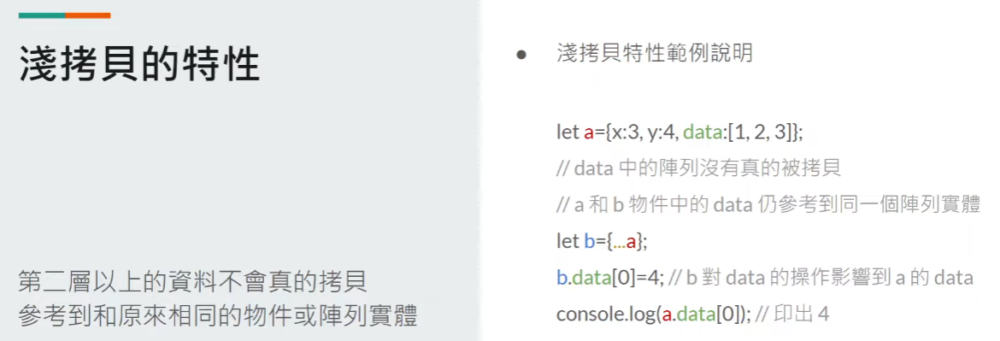 淺拷貝的特性
第二層以上的資料不會真的拷貝
參考到和原來相同的物件或陣列實體
● 淺拷貝特性範例說明
let a={x:3, y:4, data:[1, 2, 3]};
// data 中的陣列沒有真的被拷貝
// a 和 b 物件中的 data 仍參考到同一個陣列實體
let b={...a};
b.data[0]=4; // b 對 data 的操作影響到 a 的 data
console.log(a.data[0]); // 印出 4